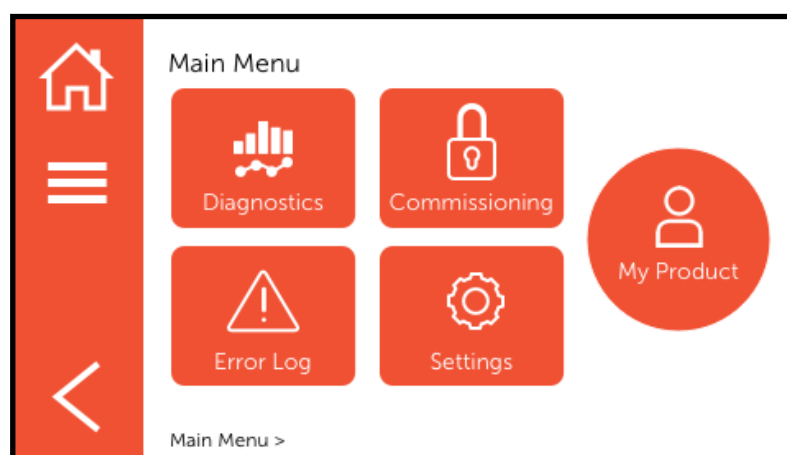 Main Menu
Diagnostics
Commissioning
My Product
Error Log
Settings
Main Menu >